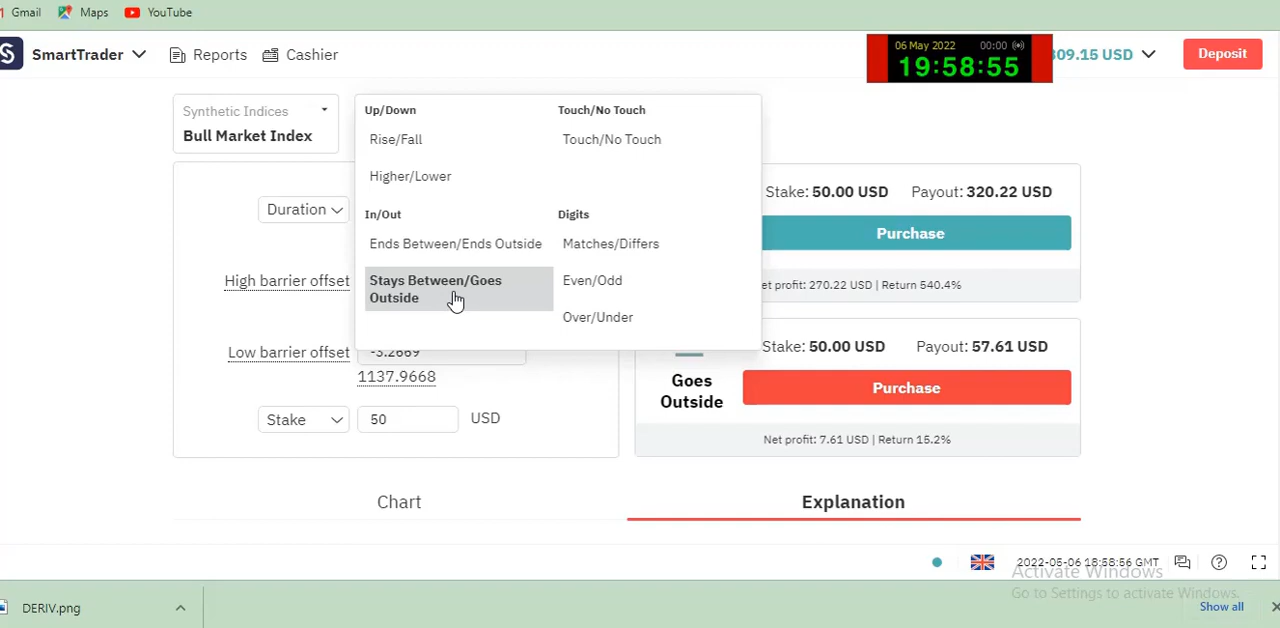 Gmail Maps YouTube
SmartTrader Reports Cashier
06 May 2022 00:00
19:58:55
309.15 USD
Deposit
Synthetic Indices
Bull Market Index
Up/Down
Rise/Fall
Higher/Lower
In/Out
Ends Between/Ends Outside
Stays Between/Goes
Outside
Touch/No Touch
Touch/No Touch
Digits
Matches/Differs
Even/Odd
Over/Under
Duration
High barrier offset
Low barrier offset -3.2669
1137.9668
Stake 50 USD
Stake: 50.00 USD Payout: 320.22 USD
Purchase
et profit: 270.22 USD | Return 540.4%
Stake: 50.00 USD Payout: 57.61 USD
Goes
Outside
Purchase
Net profit: 7.61 USD | Return 15.2%
Chart Explanation
2022-05-06 18:58:56 GMT
Activate Windows
Go to Settings to activate Windows.
DERIV.png
Show all